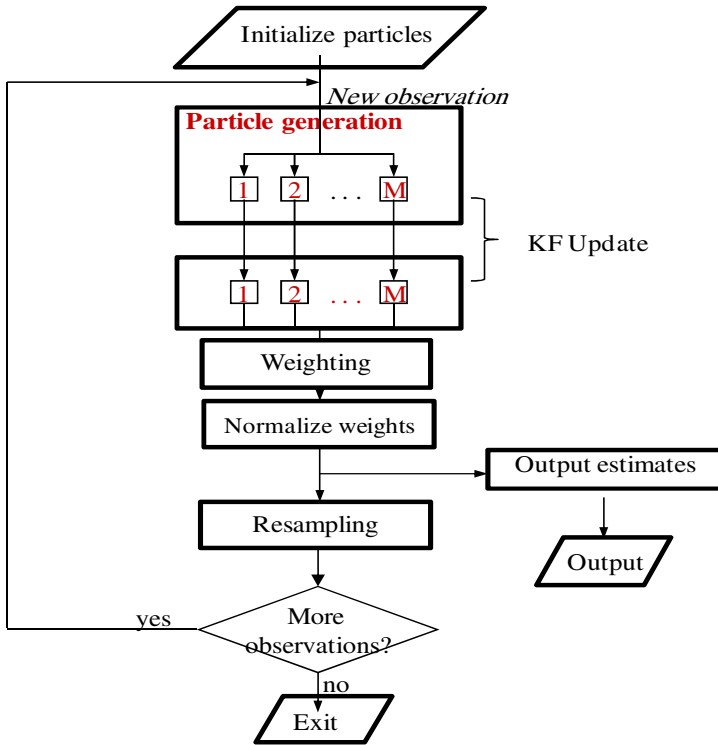 Initialize particles
New observation
Particle generation
1 2 . . . M
KF Update
1 2 . . . M
Weighting
Normalize weights
Output estimates
Resampling
Output
yes
More
observations?
no
Exit